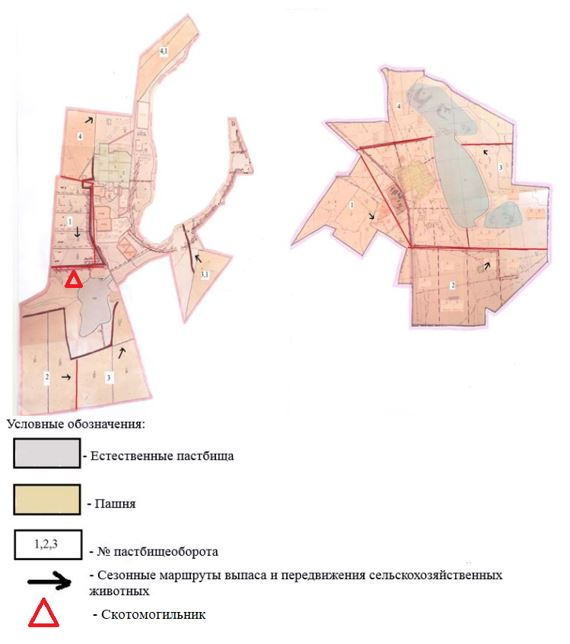 4,1
4
4
3
1
1
3,1
2
2
3
Условные обозначения:
- Естественные пастбища
- Пашня
1,2,3
- № пастбищеоборота
- Сезонные маршруты выпаса и передвижения сельскохозяйственных
животных
- Скотомогильник